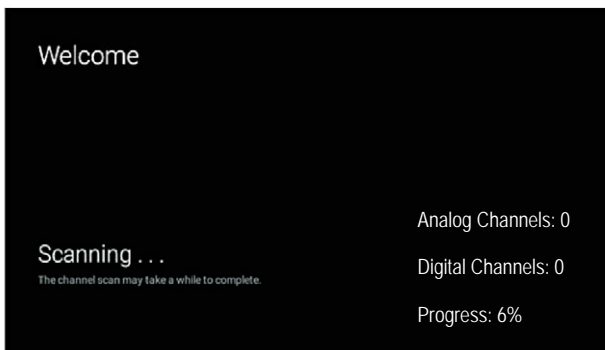 Welcome
Scanning . . .
The channel scan may take a while to complete.
Analog Channels: 0
Digital Channels: 0
Progress: 6%